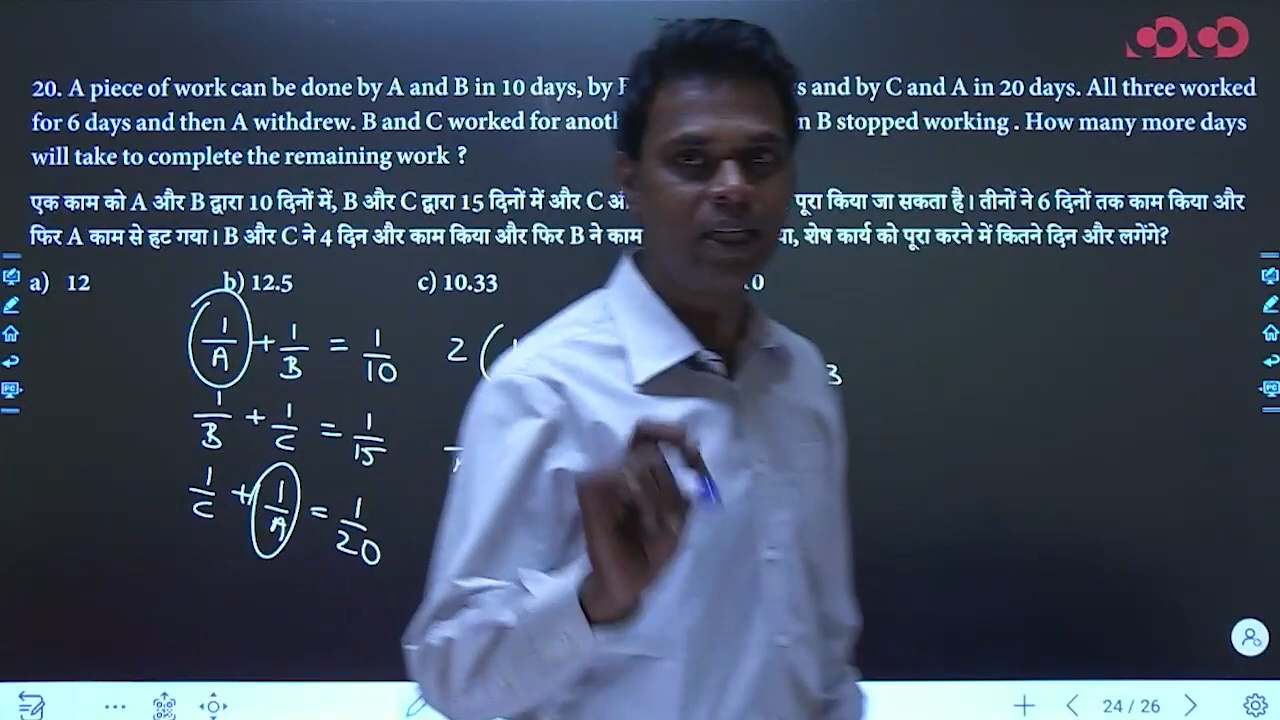 20. A piece of work can be done by A and B in 10 days, by and by C and A in 20 days. All three worked
for 6 days and then A withdrew. B and C worked for B stopped working . How many more days
will take to complete the remaining work ?
एक काम को A और B द्वारा 10 दिनों में, B और C द्वारा 15 दिनों में और C पूरा किया जा सकता है। तीनों ने 6 दिनों तक काम किया और
फिर A काम से हट गया। B और C ने 4 दिन और काम किया और फिर B ने काम शेष कार्य को पूरा करने में कितने दिन और लगेंगे?
a) 12 b) 12.5 c) 10.33
1/A + 1/B = 1/10 2 ( 3
1/B + 1/C = 1/15
1/C + 1/A = 1/20
24 / 26